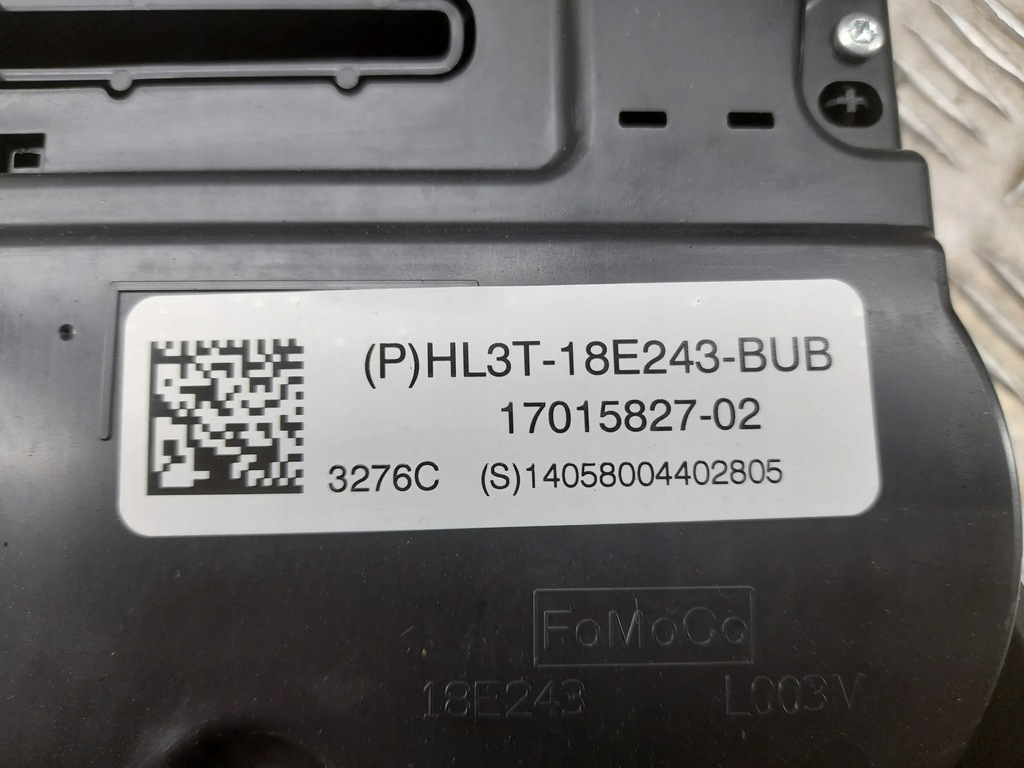 (P)HL3T-18E243-BUB
17015827-02
3276C (S)14058004402805
FoMoCo
18E243 L003V